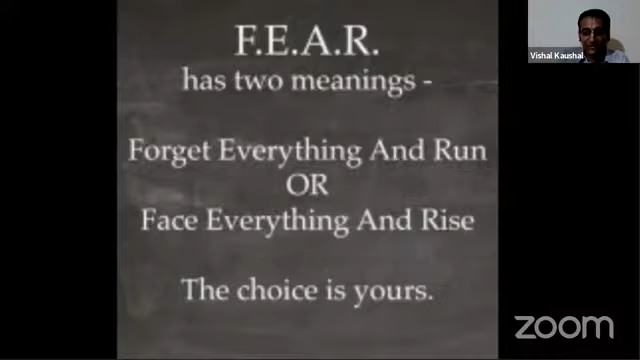 F.E.A.R.
has two meanings -
Forget Everything And Run
OR
Face Everything And Rise
The choice is yours.
Vishal Kaushal
zoom